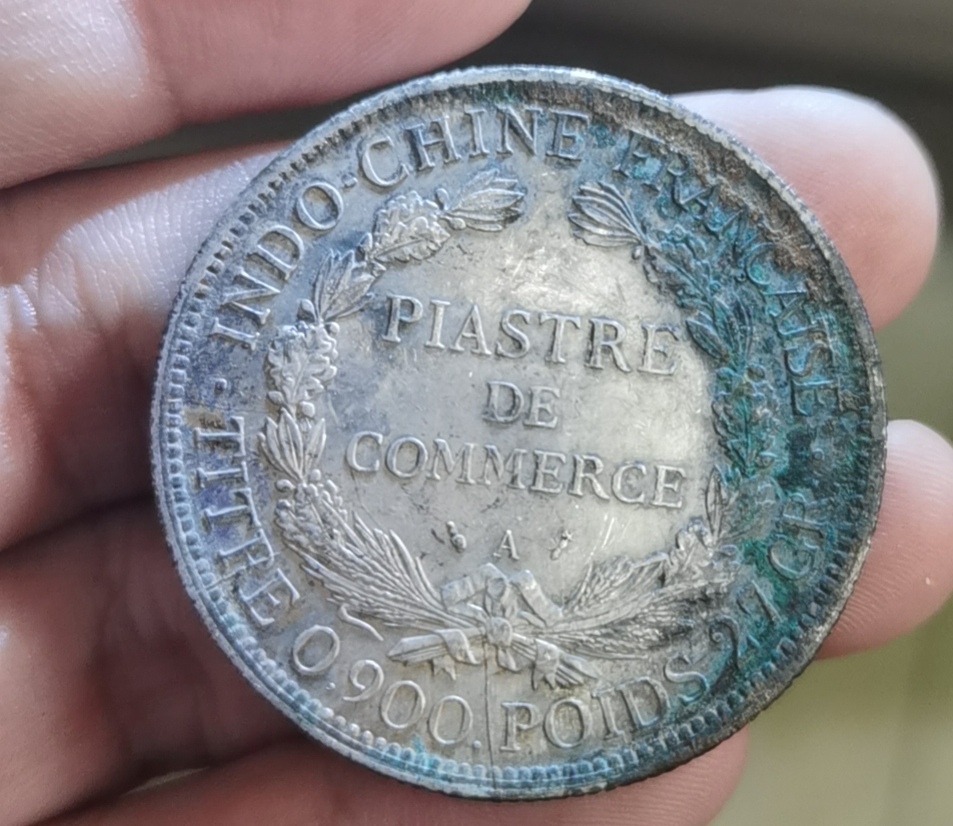 INDO-CHINE FRANÇAISE
PIASTRE
DE
COMMERCE
A
TITRE 0.900. POIDS 27 GR.